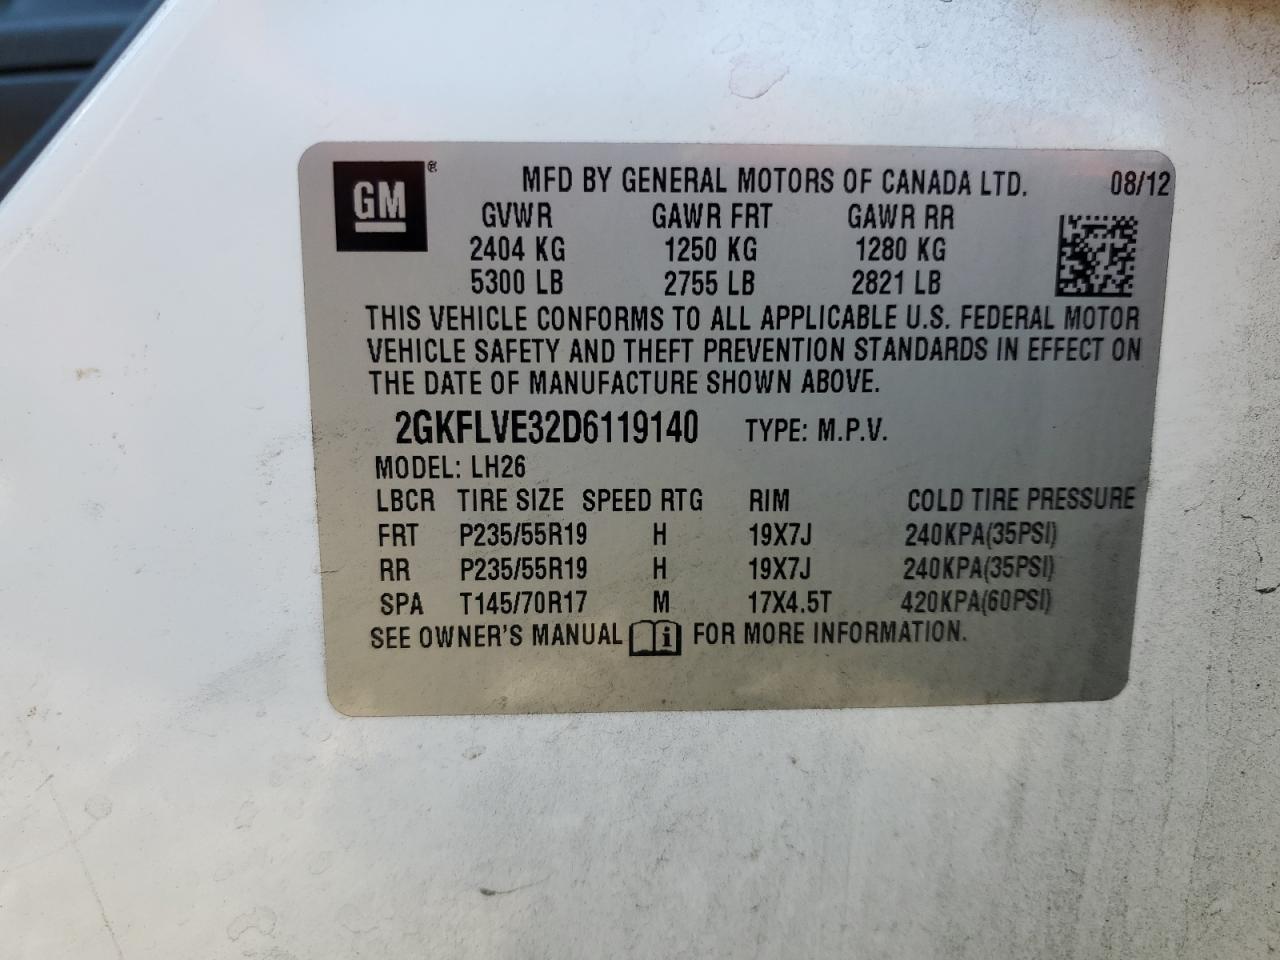 GM ® MFD BY GENERAL MOTORS OF CANADA LTD. 08/12
GVWR GAWR FRT GAWR RR
2404 KG 1250 KG 1280 KG
5300 LB 2755 LB 2821 LB
THIS VEHICLE CONFORMS TO ALL APPLICABLE U.S. FEDERAL MOTOR
VEHICLE SAFETY AND THEFT PREVENTION STANDARDS IN EFFECT ON
THE DATE OF MANUFACTURE SHOWN ABOVE.
2GKFLVE32D6119140 TYPE: M.P.V.
MODEL: LH26
LBCR TIRE SIZE SPEED RTG RIM COLD TIRE PRESSURE
FRT P235/55R19 H 19X7J 240KPA(35PSI)
RR P235/55R19 H 19X7J 240KPA(35PSI)
SPA T145/70R17 M 17X4.5T 420KPA(60PSI)
SEE OWNER'S MANUAL i FOR MORE INFORMATION.